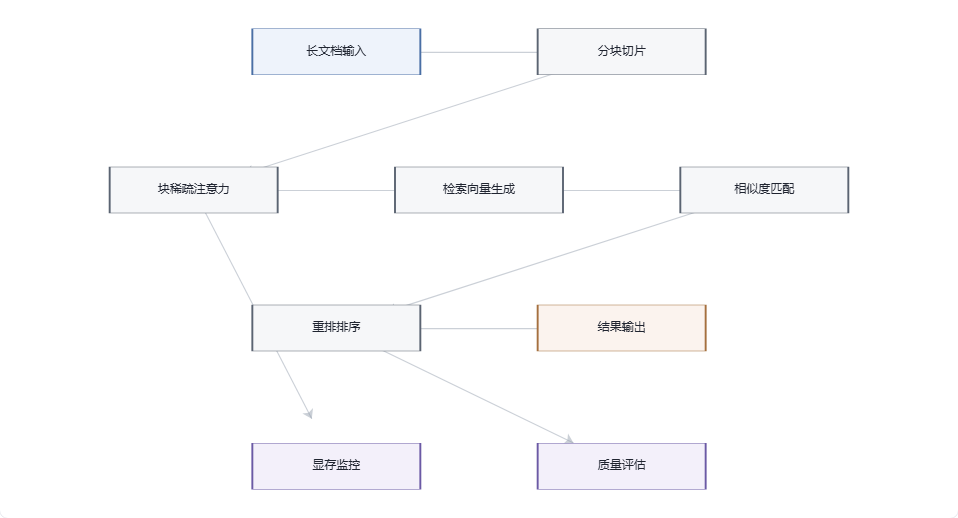 长文档输入
分块切片
块稀疏注意力
检索向量生成
相似度匹配
重排排序
结果输出
显存监控
质量评估